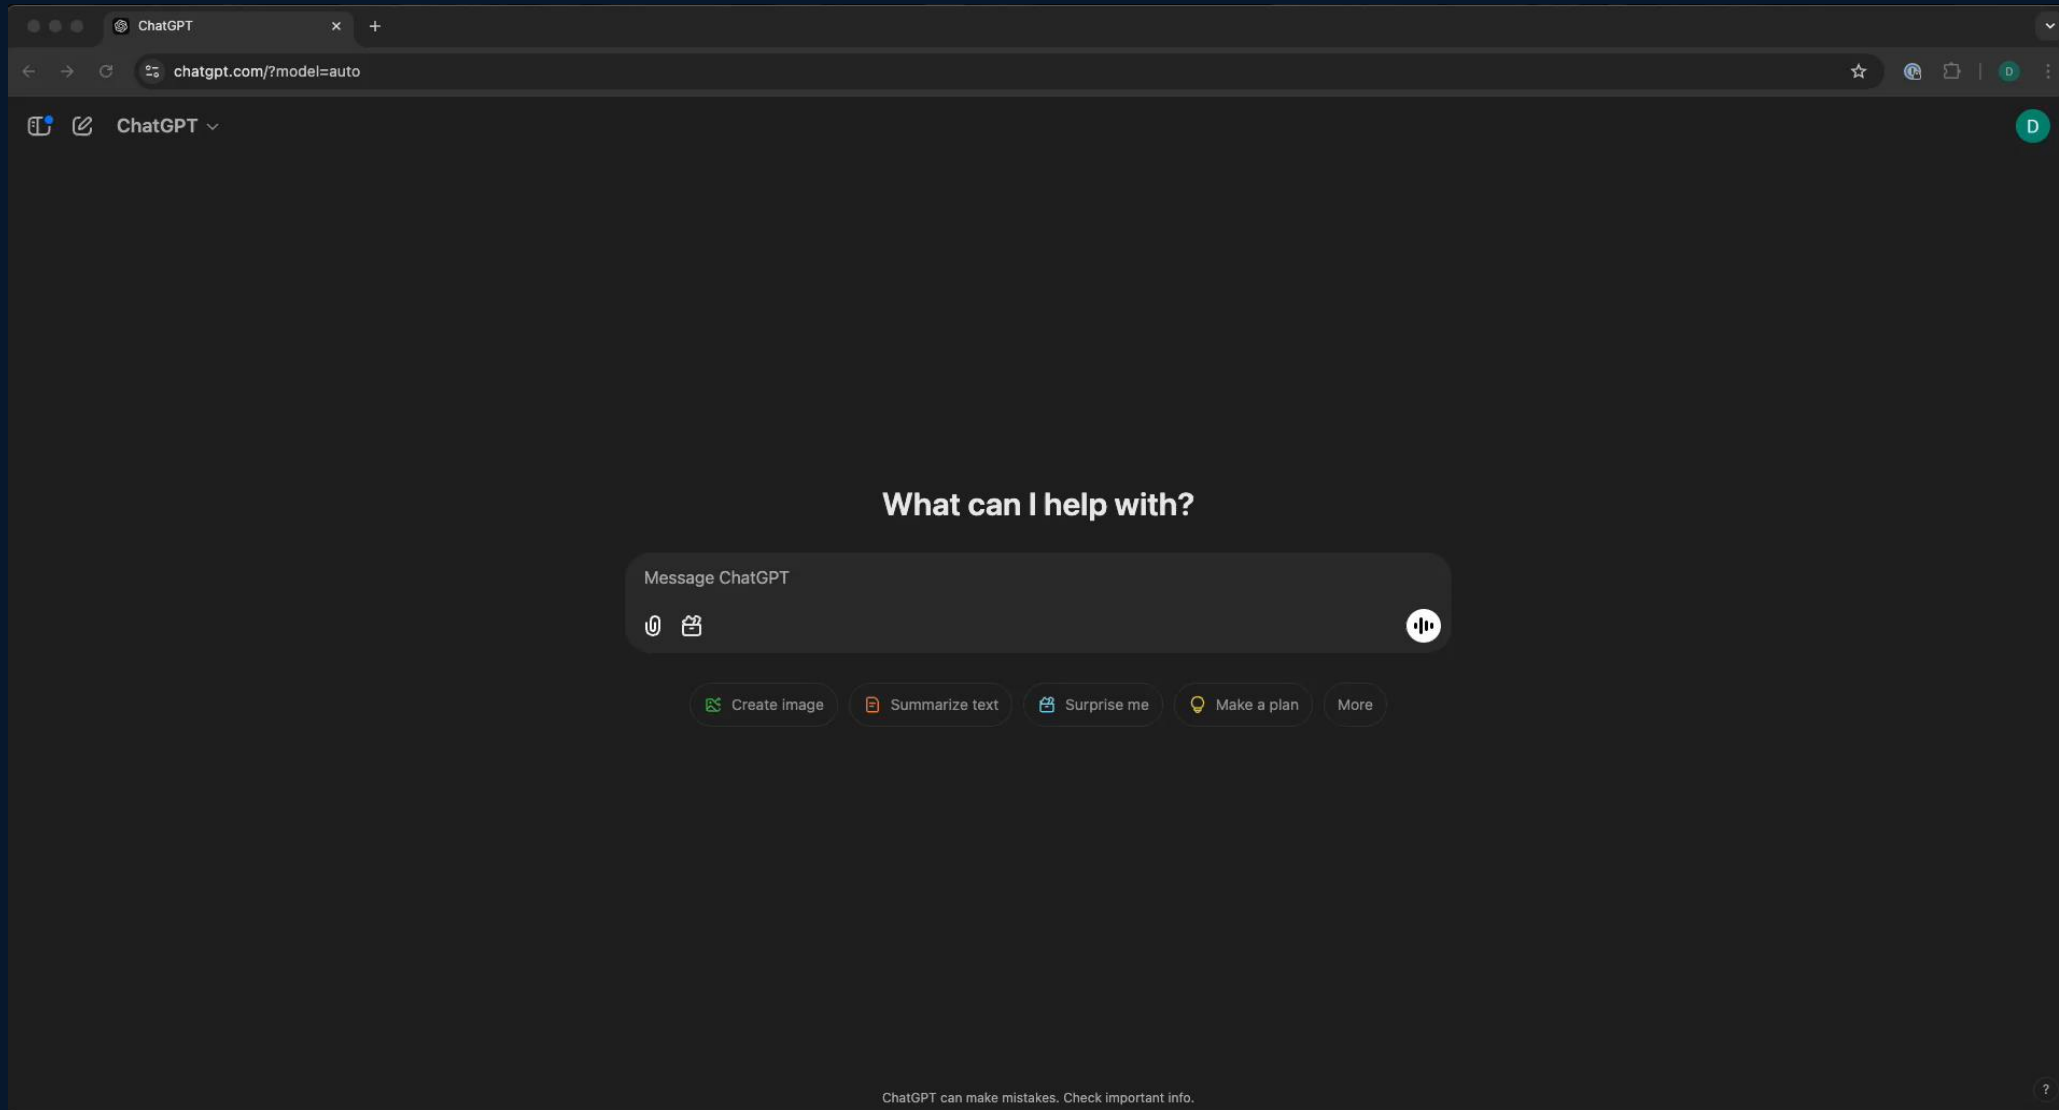 ChatGPT
chatgpt.com/?model=auto
D
ChatGPT
D
What can I help with?
Message ChatGPT
Create image
Summarize text
Surprise me
Make a plan
More
ChatGPT can make mistakes. Check important info.
?